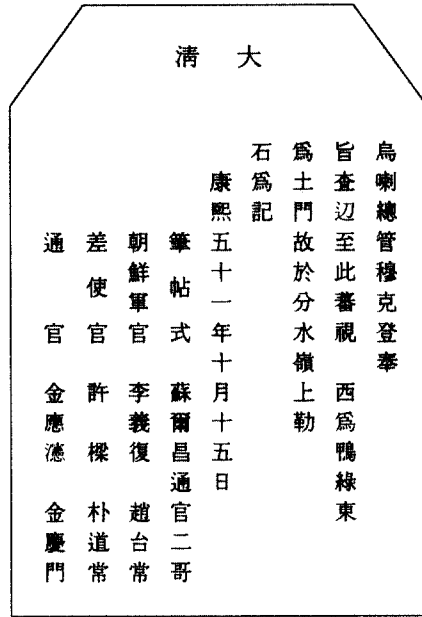 大清
烏喇總管穆克登奉
旨査辺至此蕃視 西爲鴨綠東
爲土門故於分水嶺上勒
石爲記
康熙五十一年十月十五日
筆帖式 蘇爾昌通官二哥
朝鮮軍官 李義復 趙台常
差使官 許樑 朴道常
通官 金應 金慶門